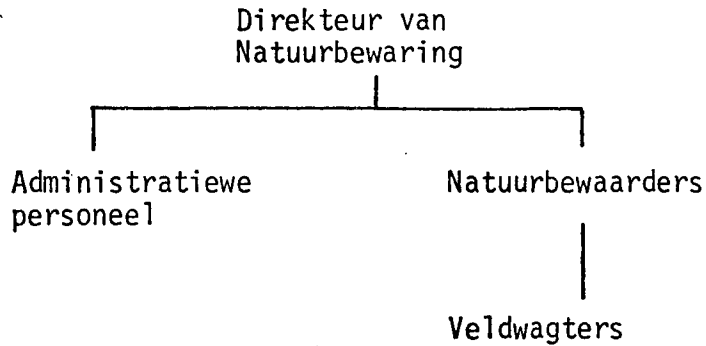 Direkteur van
Natuurbewaring
Administratiewe
personeel
Natuurbewaarders
Veldwagters